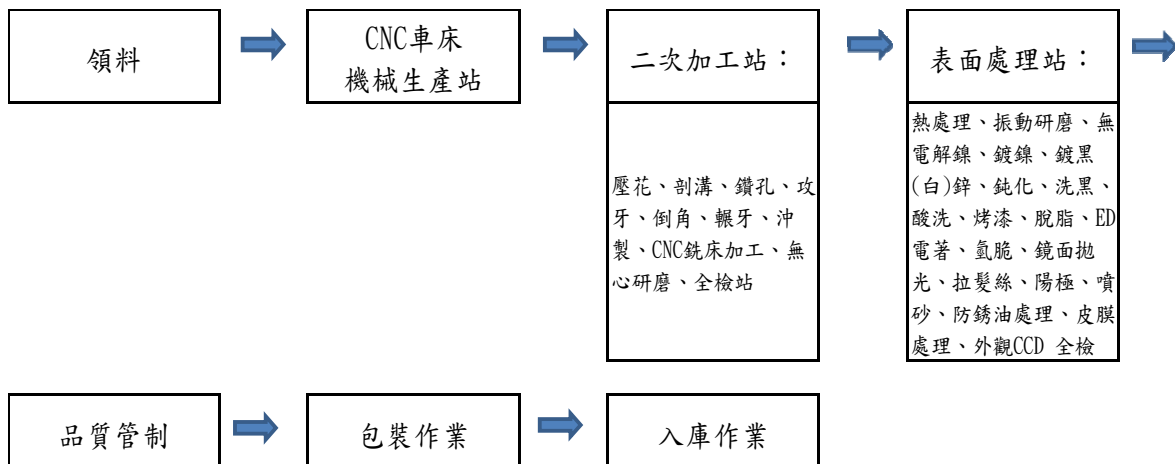 領料
CNC車床
機械生產站
二次加工站：
壓花、剖溝、鑽孔、攻
牙、倒角、輾牙、沖
製、CNC銑床加工、無
心研磨、全檢站
表面處理站：
熱處理、振動研磨、無
電解鎳、鍍鎳、鍍黑
(白)鋅、鈍化、洗黑、
酸洗、烤漆、脫脂、ED
電著、氫脆、鏡面拋
光、拉髮絲、陽極、噴
砂、防銹油處理、皮膜
處理、外觀CCD 全檢
品質管制
包裝作業
入庫作業